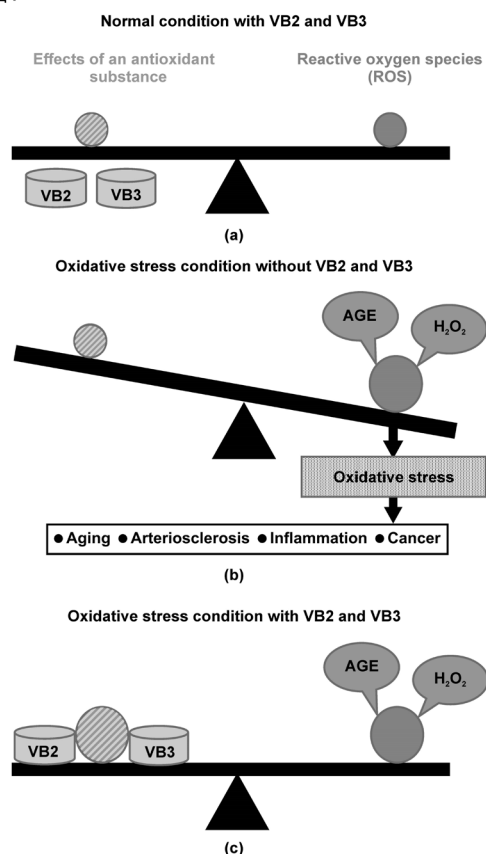 Normal condition with VB2 and VB3
Effects of an antioxidant
substance
Reactive oxygen species
(ROS)
VB2
VB3
(a)
Oxidative stress condition without VB2 and VB3
AGE
H₂O₂
Oxidative stress
● Aging ● Arteriosclerosis ● Inflammation ● Cancer
(b)
Oxidative stress condition with VB2 and VB3
AGE
H₂O₂
VB2
VB3
(c)